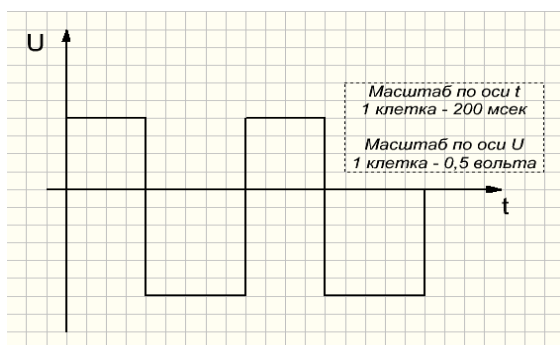 U
Масштаб по оси t
1 клетка - 200 мсек
Масштаб по оси U
1 клетка - 0,5 вольта
t